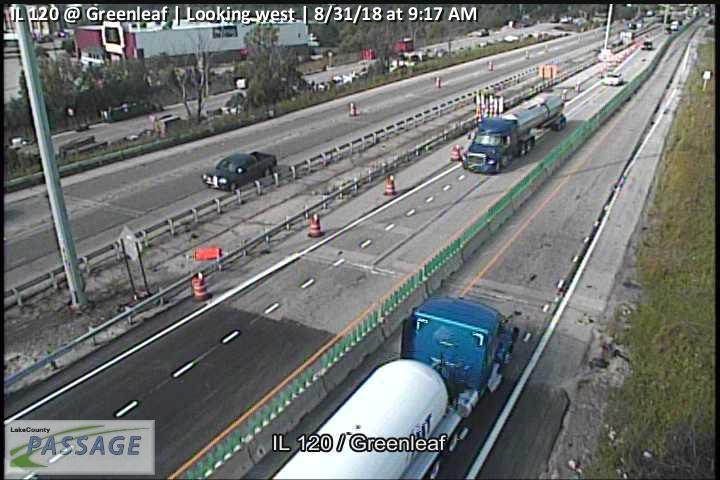 IL 120 @ Greenleaf | Looking west | 8/31/18 at 9:17 AM
LakeCounty
PASSAGE
IL 120 / Greenleaf